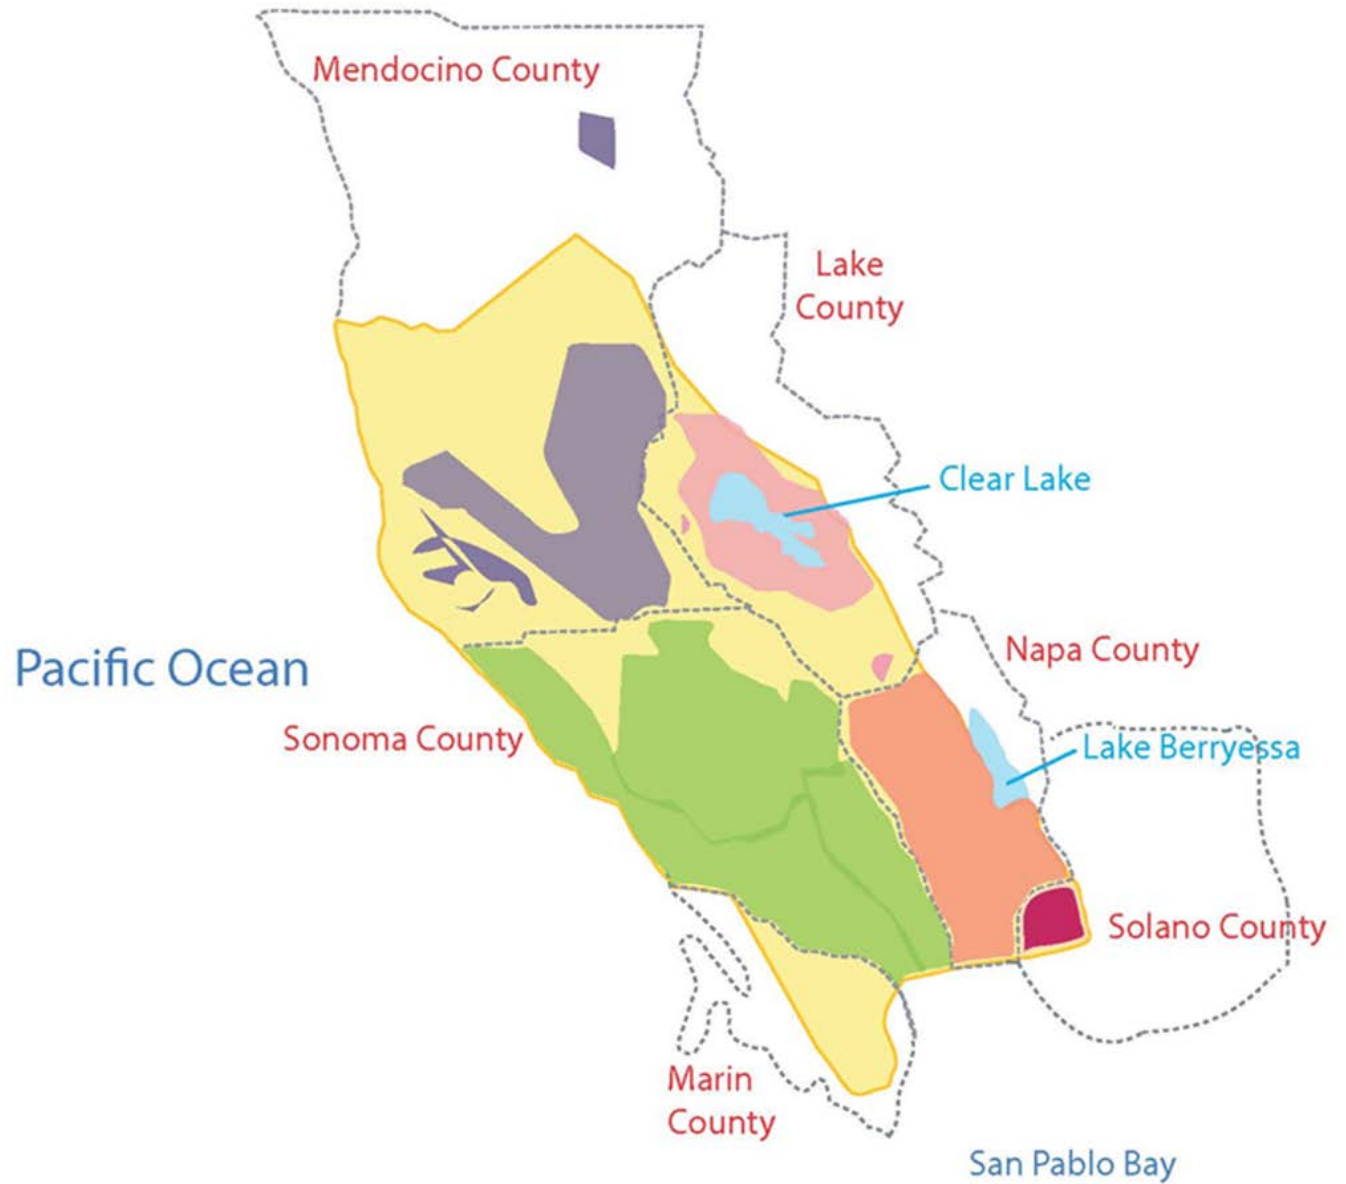 Mendocino County
Lake
County
Clear Lake
Napa County
Pacific Ocean
Sonoma County
Lake Berryessa
Solano County
Marin
County
San Pablo Bay